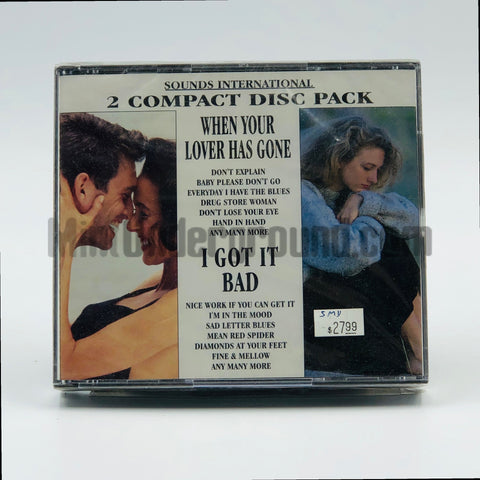 SOUNDS INTERNATIONAL
2 COMPACT DISC PACK
WHEN YOUR
LOVER HAS GONE
DON'T EXPLAIN
BABY PLEASE DON'T GO
EVERYDAY I HAVE THE BLUES
DRUG STORE WOMAN
DON'T LOSE YOUR EYE
HAND IN HAND
ANY MANY MORE
I GOT IT
BAD
NICE WORK IF YOU CAN GET IT
I'M IN THE MOOD
SAD LETTER BLUES
MEAN RED SPIDER
DIAMONDS AT YOUR FEET
FINE & MELLOW
ANY MANY MORE
SMY
$27.99
MixUnderground.com